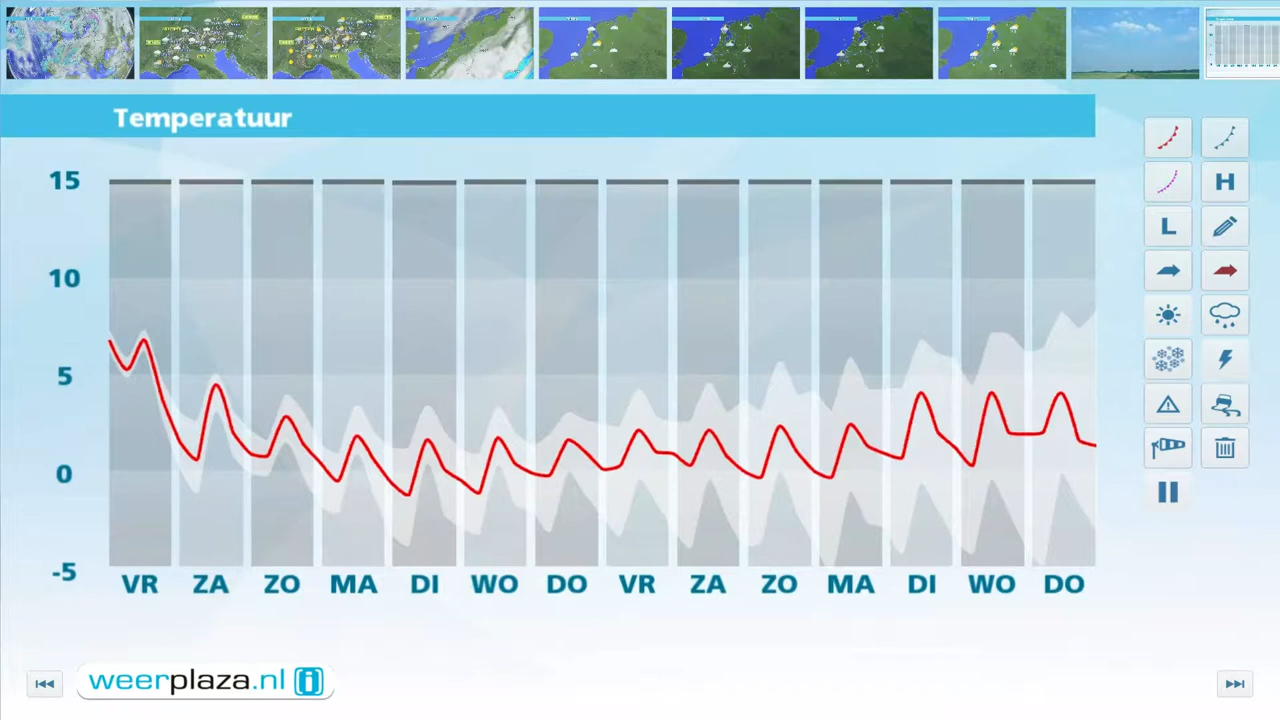 Temperatuur
15
10
5
0
-5
VR ZA ZO MA DI WO DO VR ZA ZO MA DI WO DO
H
L
weerplaza.nl